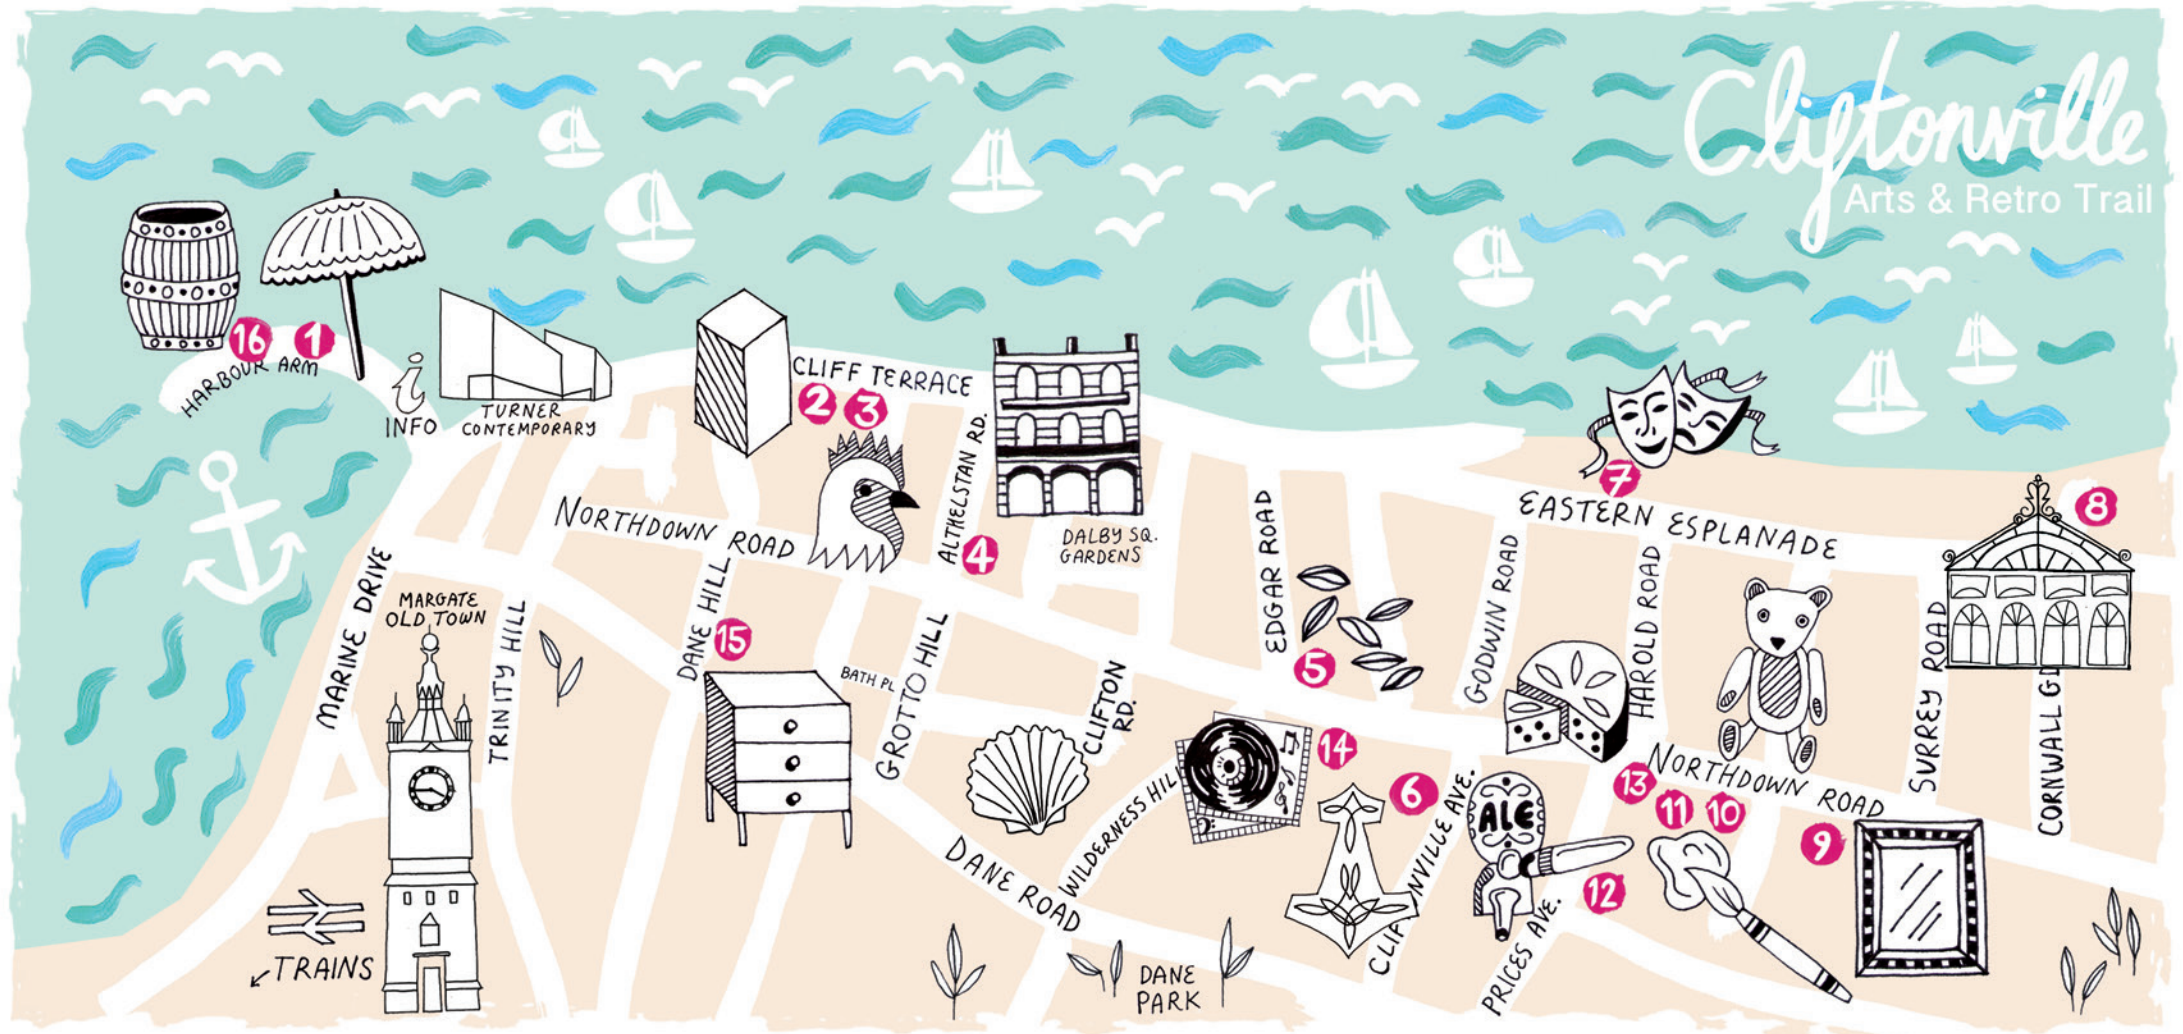 Cliftonville
Arts & Retro Trail
16
1
HARBOUR ARM
i
INFO
TURNER
CONTEMPORARY
CLIFF TERRACE
2
3
ALTHELSTAN RD.
4
DALBY SQ.
GARDENS
NORTHDOWN ROAD
MARINE DRIVE
MARGATE
OLD TOWN
TRINITY HILL
DANE HILL
15
BATH PL
GROTTO HILL
CLIFTON
RD.
EDGAR ROAD
5
7
EASTERN ESPLANADE
8
GODWIN ROAD
HAROLD ROAD
SURREY ROAD
CORNWALL GD
14
6
WILDERNESS HIL
DANE ROAD
CLIF NVILLE AVE.
ALE
PRICES AVE.
12
13
NORTHDOWN ROAD
11
10
9
TRAINS
DANE
PARK